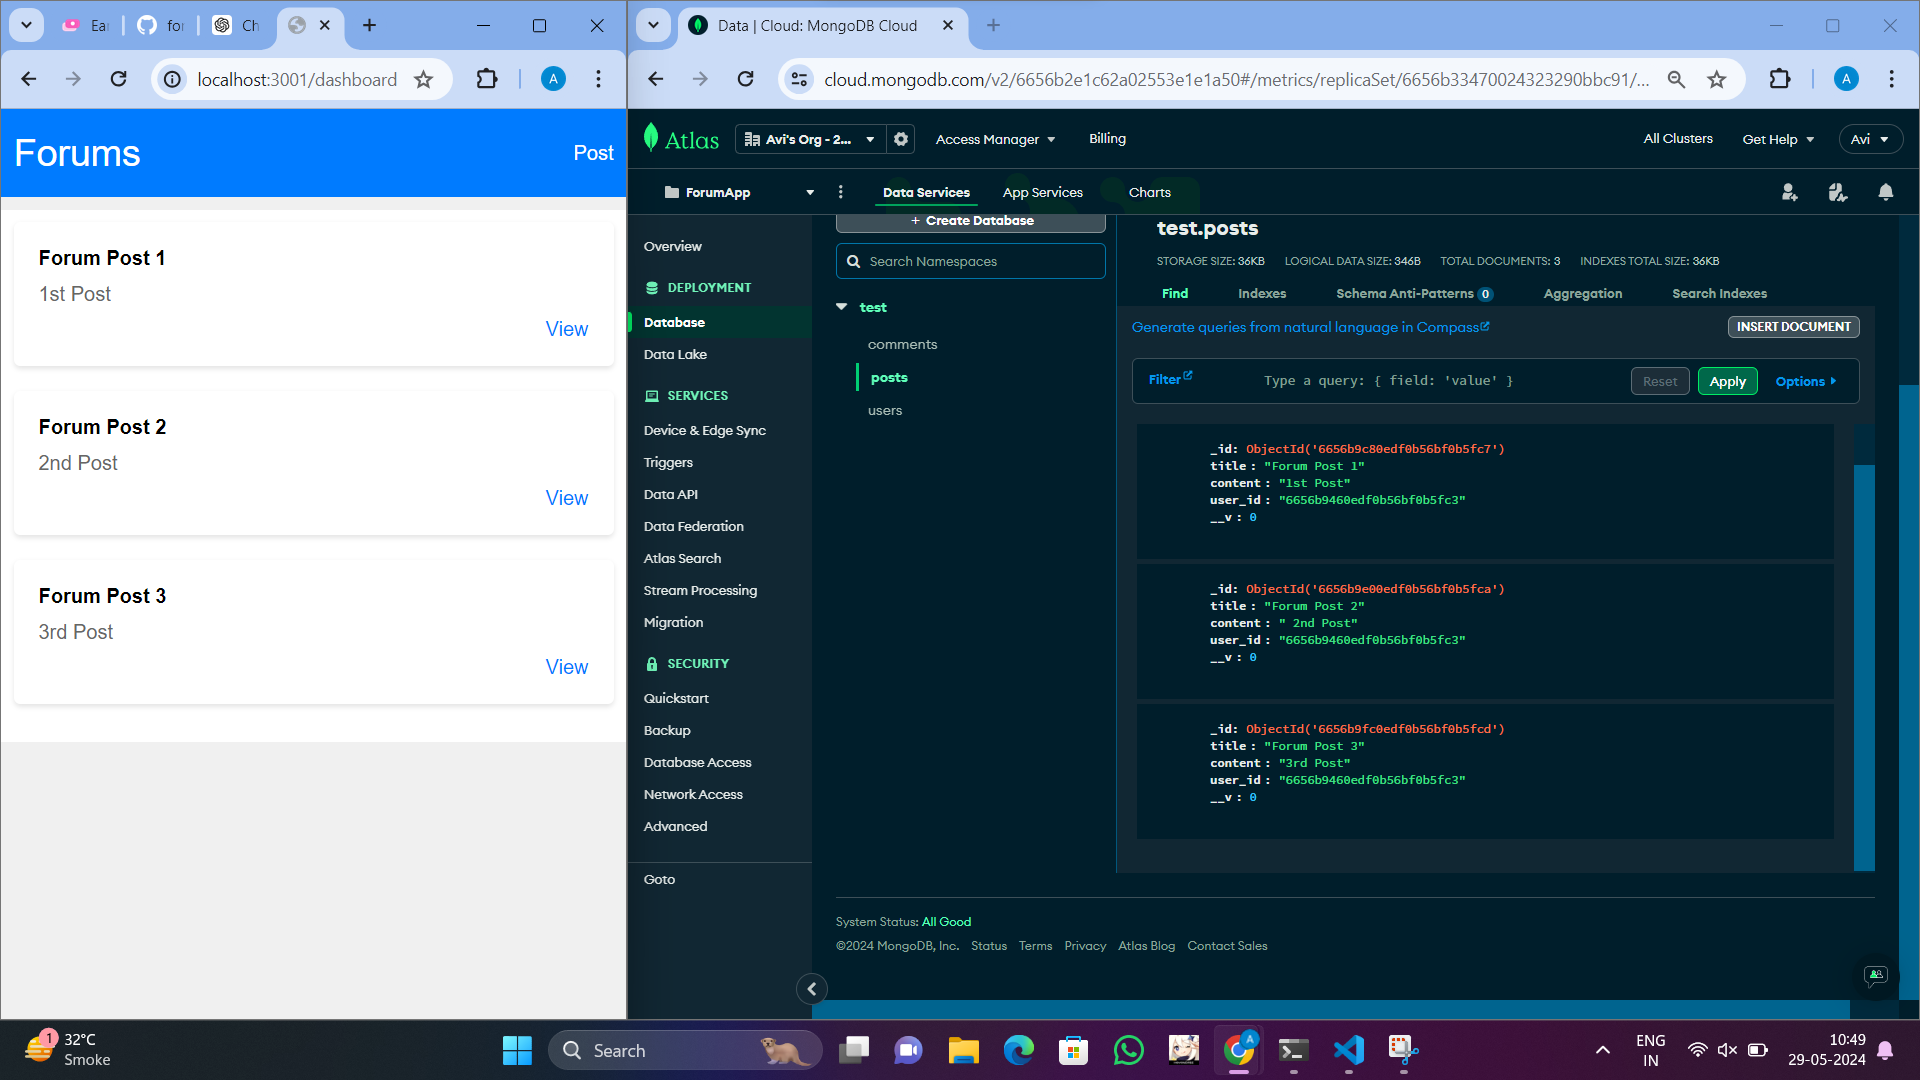 Ea
for
Ch
localhost:3001/dashboard
A
Forums
Post
Forum Post 1
1st Post
View
Forum Post 2
2nd Post
View
Forum Post 3
3rd Post
View
Data | Cloud: MongoDB Cloud
cloud.mongodb.com/v2/6656b2e1c62a02553e1e1a50#/metrics/replicaSet/6656b33470024323290bbc91/...
A
Atlas
Avi's Org - 2...
Access Manager
Billing
All Clusters
Get Help
Avi
ForumApp
Data Services
App Services
Charts
Overview
DEPLOYMENT
Database
Data Lake
SERVICES
Device & Edge Sync
Triggers
Data API
Data Federation
Atlas Search
Stream Processing
Migration
SECURITY
Quickstart
Backup
Database Access
Network Access
Advanced
Goto
+ Create Database
Search Namespaces
test
comments
posts
users
test.posts
STORAGE SIZE: 36KB LOGICAL DATA SIZE: 346B TOTAL DOCUMENTS: 3 INDEXES TOTAL SIZE: 36KB
Find Indexes Schema Anti-Patterns 0 Aggregation Search Indexes
Generate queries from natural language in Compass
INSERT DOCUMENT
Filter
Type a query: { field: 'value' }
Reset
Apply
Options
_id: ObjectId('6656b9c80edf0b56bf0b5fc7')
title : "Forum Post 1"
content : "1st Post"
user_id : "6656b9460edf0b56bf0b5fc3"
__v : 0
_id: ObjectId('6656b9e00edf0b56bf0b5fca')
title : "Forum Post 2"
content : " 2nd Post"
user_id : "6656b9460edf0b56bf0b5fc3"
__v : 0
_id: ObjectId('6656b9fc0edf0b56bf0b5fcd')
title : "Forum Post 3"
content : "3rd Post"
user_id : "6656b9460edf0b56bf0b5fc3"
__v : 0
System Status: All Good
©2024 MongoDB, Inc. Status Terms Privacy Atlas Blog Contact Sales
1
32°C
Smoke
Search
A
ENG
IN
10:49
29-05-2024